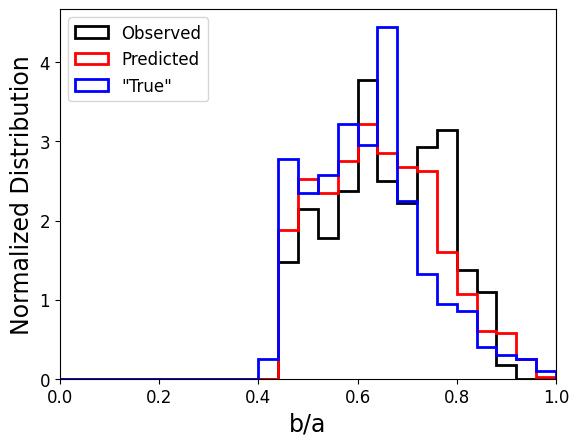 Observed
Predicted
"True"
Normalized Distribution
4
3
2
1
0
0.0 0.2 0.4 0.6 0.8 1.0
b/a